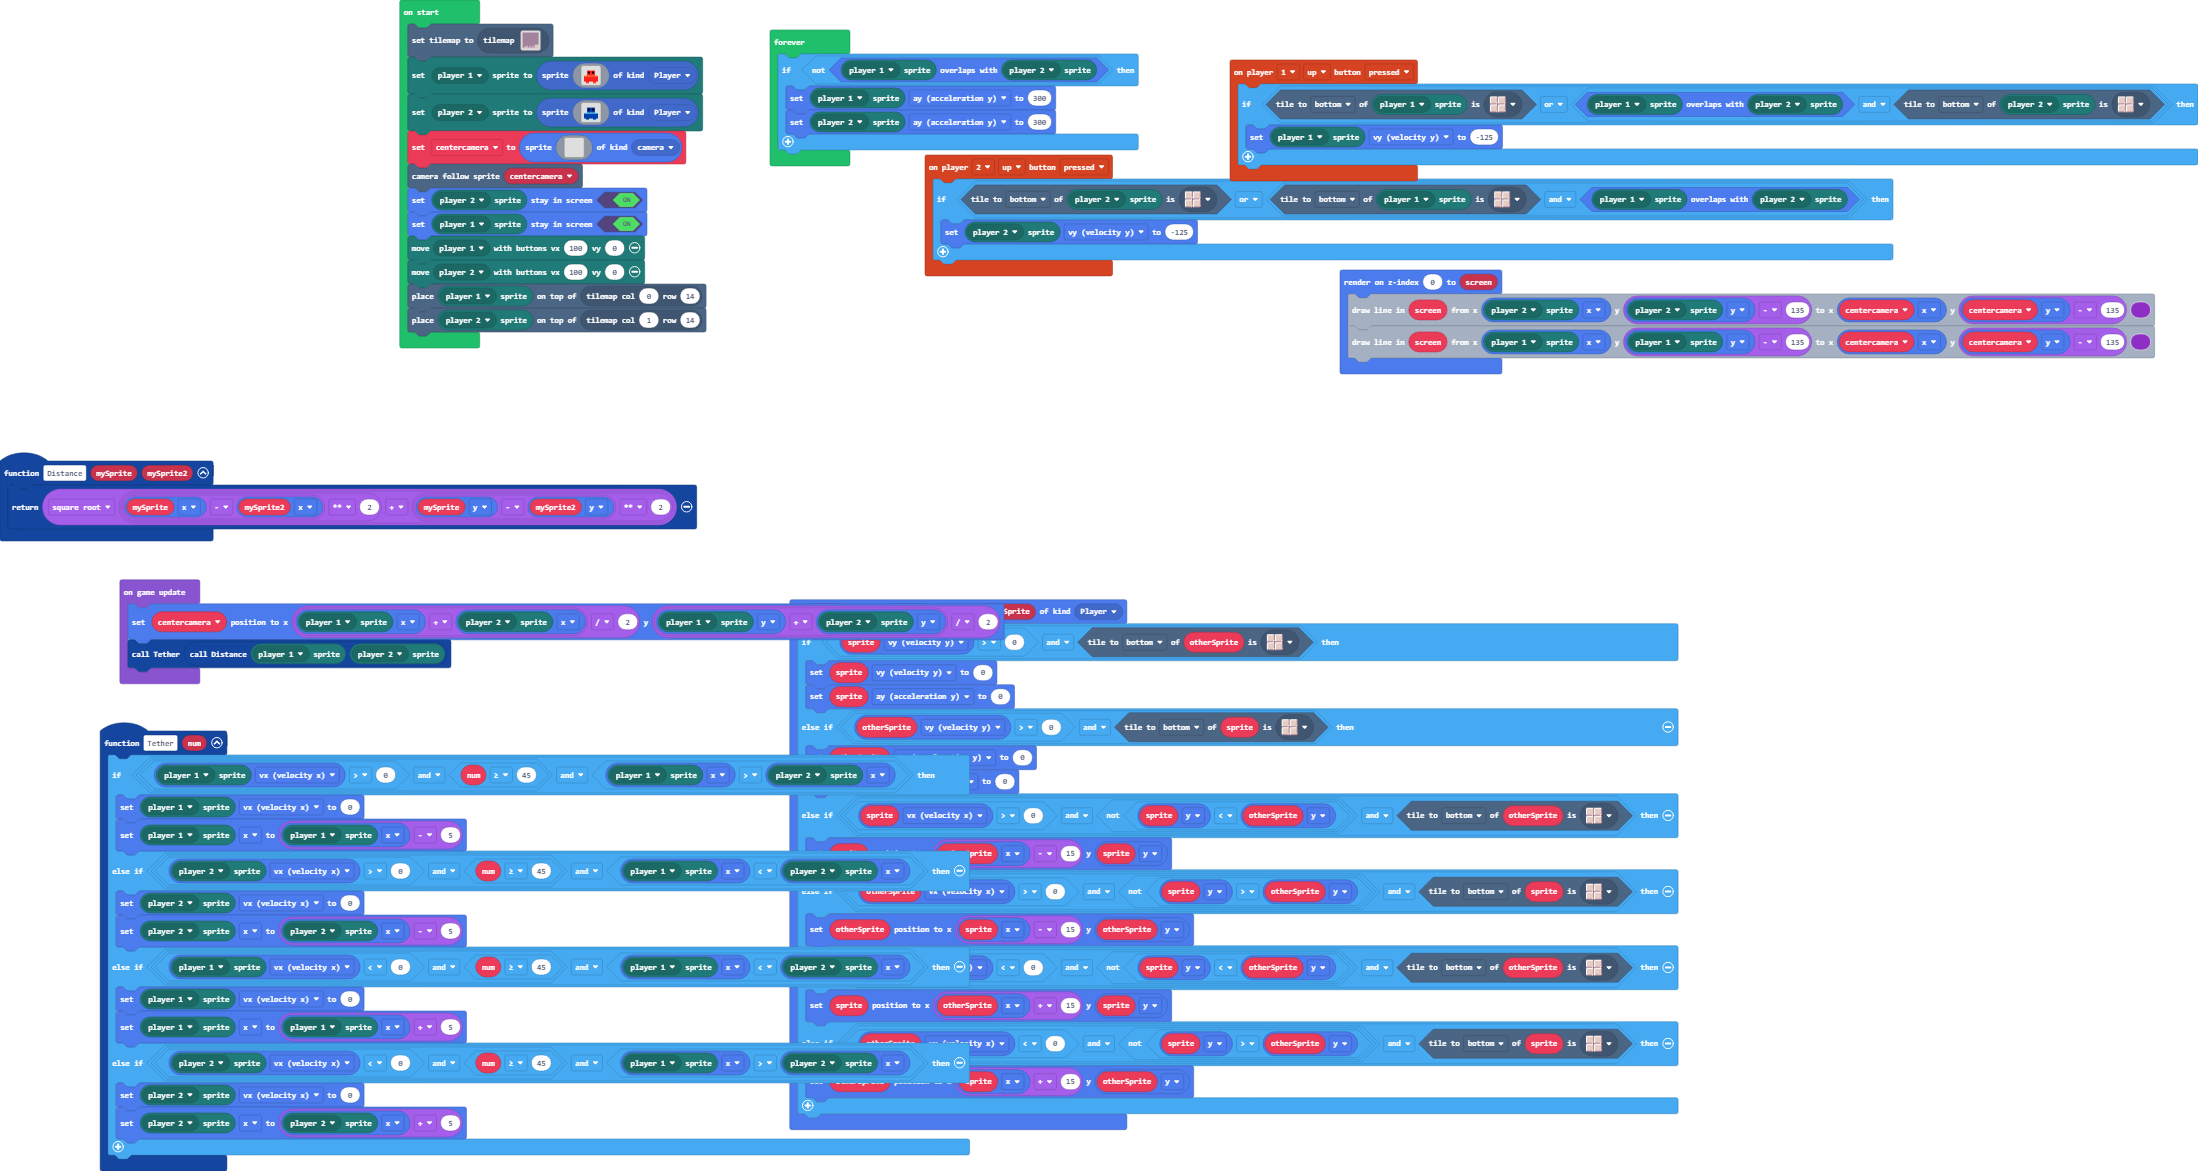 on start
set tilemap to tilemap
set player 1 sprite to sprite of kind Player
set player 2 sprite to sprite of kind Player
set centercamera to sprite of kind camera
camera follow sprite centercamera
set player 2 sprite stay in screen ON
set player 1 sprite stay in screen ON
move player 1 with buttons vx 100 vy 0
move player 2 with buttons vx 100 vy 0
place player 1 sprite on top of tilemap col 0 row 14
place player 2 sprite on top of tilemap col 1 row 14
forever
if not player 1 sprite overlaps with player 2 sprite then
set player 1 sprite ay (acceleration y) to 300
set player 2 sprite ay (acceleration y) to 300
on player 1 up button pressed
if tile to bottom of player 1 sprite is or player 1 sprite overlaps with player 2 sprite and tile to bottom of player 2 sprite is then
set player 1 sprite vy (velocity y) to -125
on player 2 up button pressed
if tile to bottom of player 2 sprite is or tile to bottom of player 1 sprite is and player 1 sprite overlaps with player 2 sprite then
set player 2 sprite vy (velocity y) to -125
render on z-index 0 to screen
draw line in screen from x player 2 sprite x y player 2 sprite y - 135 to x centercamera x y centercamera y - 135
draw line in screen from x player 1 sprite x y player 1 sprite y - 135 to x centercamera x y centercamera y - 135
function Distance mySprite mySprite2
return square root mySprite x - mySprite2 x ** 2 + mySprite y - mySprite2 y ** 2
on game update
set centercamera position to x player 1 sprite x + player 2 sprite x / 2 y player 1 sprite y + player 2 sprite y / 2
call Tether call Distance player 1 sprite player 2 sprite
function Tether num
if player 1 sprite vx (velocity x) > 0 and num ≥ 45 and player 1 sprite x > player 2 sprite x then
set player 1 sprite vx (velocity x) to 0
set player 1 sprite x to player 1 sprite x - 5
else if player 2 sprite vx (velocity x) > 0 and num ≥ 45 and player 1 sprite x < player 2 sprite x then
set player 2 sprite vx (velocity x) to 0
set player 2 sprite x to player 2 sprite x - 5
else if player 1 sprite vx (velocity x) < 0 and num ≥ 45 and player 1 sprite x < player 2 sprite x then
set player 1 sprite vx (velocity x) to 0
set player 1 sprite x to player 1 sprite x + 5
else if player 2 sprite vx (velocity x) < 0 and num ≥ 45 and player 1 sprite x > player 2 sprite x then
set player 2 sprite vx (velocity x) to 0
set player 2 sprite x to player 2 sprite x + 5
of kind Player
if sprite vy (velocity y) > 0 and tile to bottom of otherSprite is then
set sprite vy (velocity y) to 0
set sprite ay (acceleration y) to 0
else if otherSprite vy (velocity y) > 0 and tile to bottom of sprite is then
y) to 0
to 0
else if sprite vx (velocity x) > 0 and not sprite y < otherSprite y and tile to bottom of otherSprite is then
x - 15 y sprite y
else if otherSprite vx (velocity x) > 0 and not sprite y > otherSprite y and tile to bottom of sprite is then
set otherSprite position to x sprite x - 15 y otherSprite y
< 0 and not sprite y < otherSprite y and tile to bottom of otherSprite is then
set sprite position to x otherSprite x + 15 y sprite y
else if otherSprite vx (velocity x) < 0 and not sprite y > otherSprite y and tile to bottom of sprite is then
x + 15 y otherSprite y